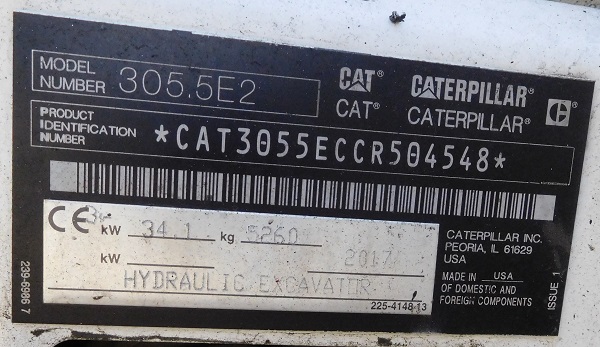 MODEL NUMBER 305.5E2
CAT CATERPILLAR C
CAT® CATERPILLAR®
PRODUCT IDENTIFICATION NUMBER *CAT3055ECCR504548*
CE
kW 34.1 kg 5260
kW 2017
HYDRAULIC EXCAVATOR
225-4148-13
239-6986 7
CATERPILLAR INC.
PEORIA, IL 61629
USA
MADE IN USA
OF DOMESTIC AND
FOREIGN COMPONENTS
ISSUE 1